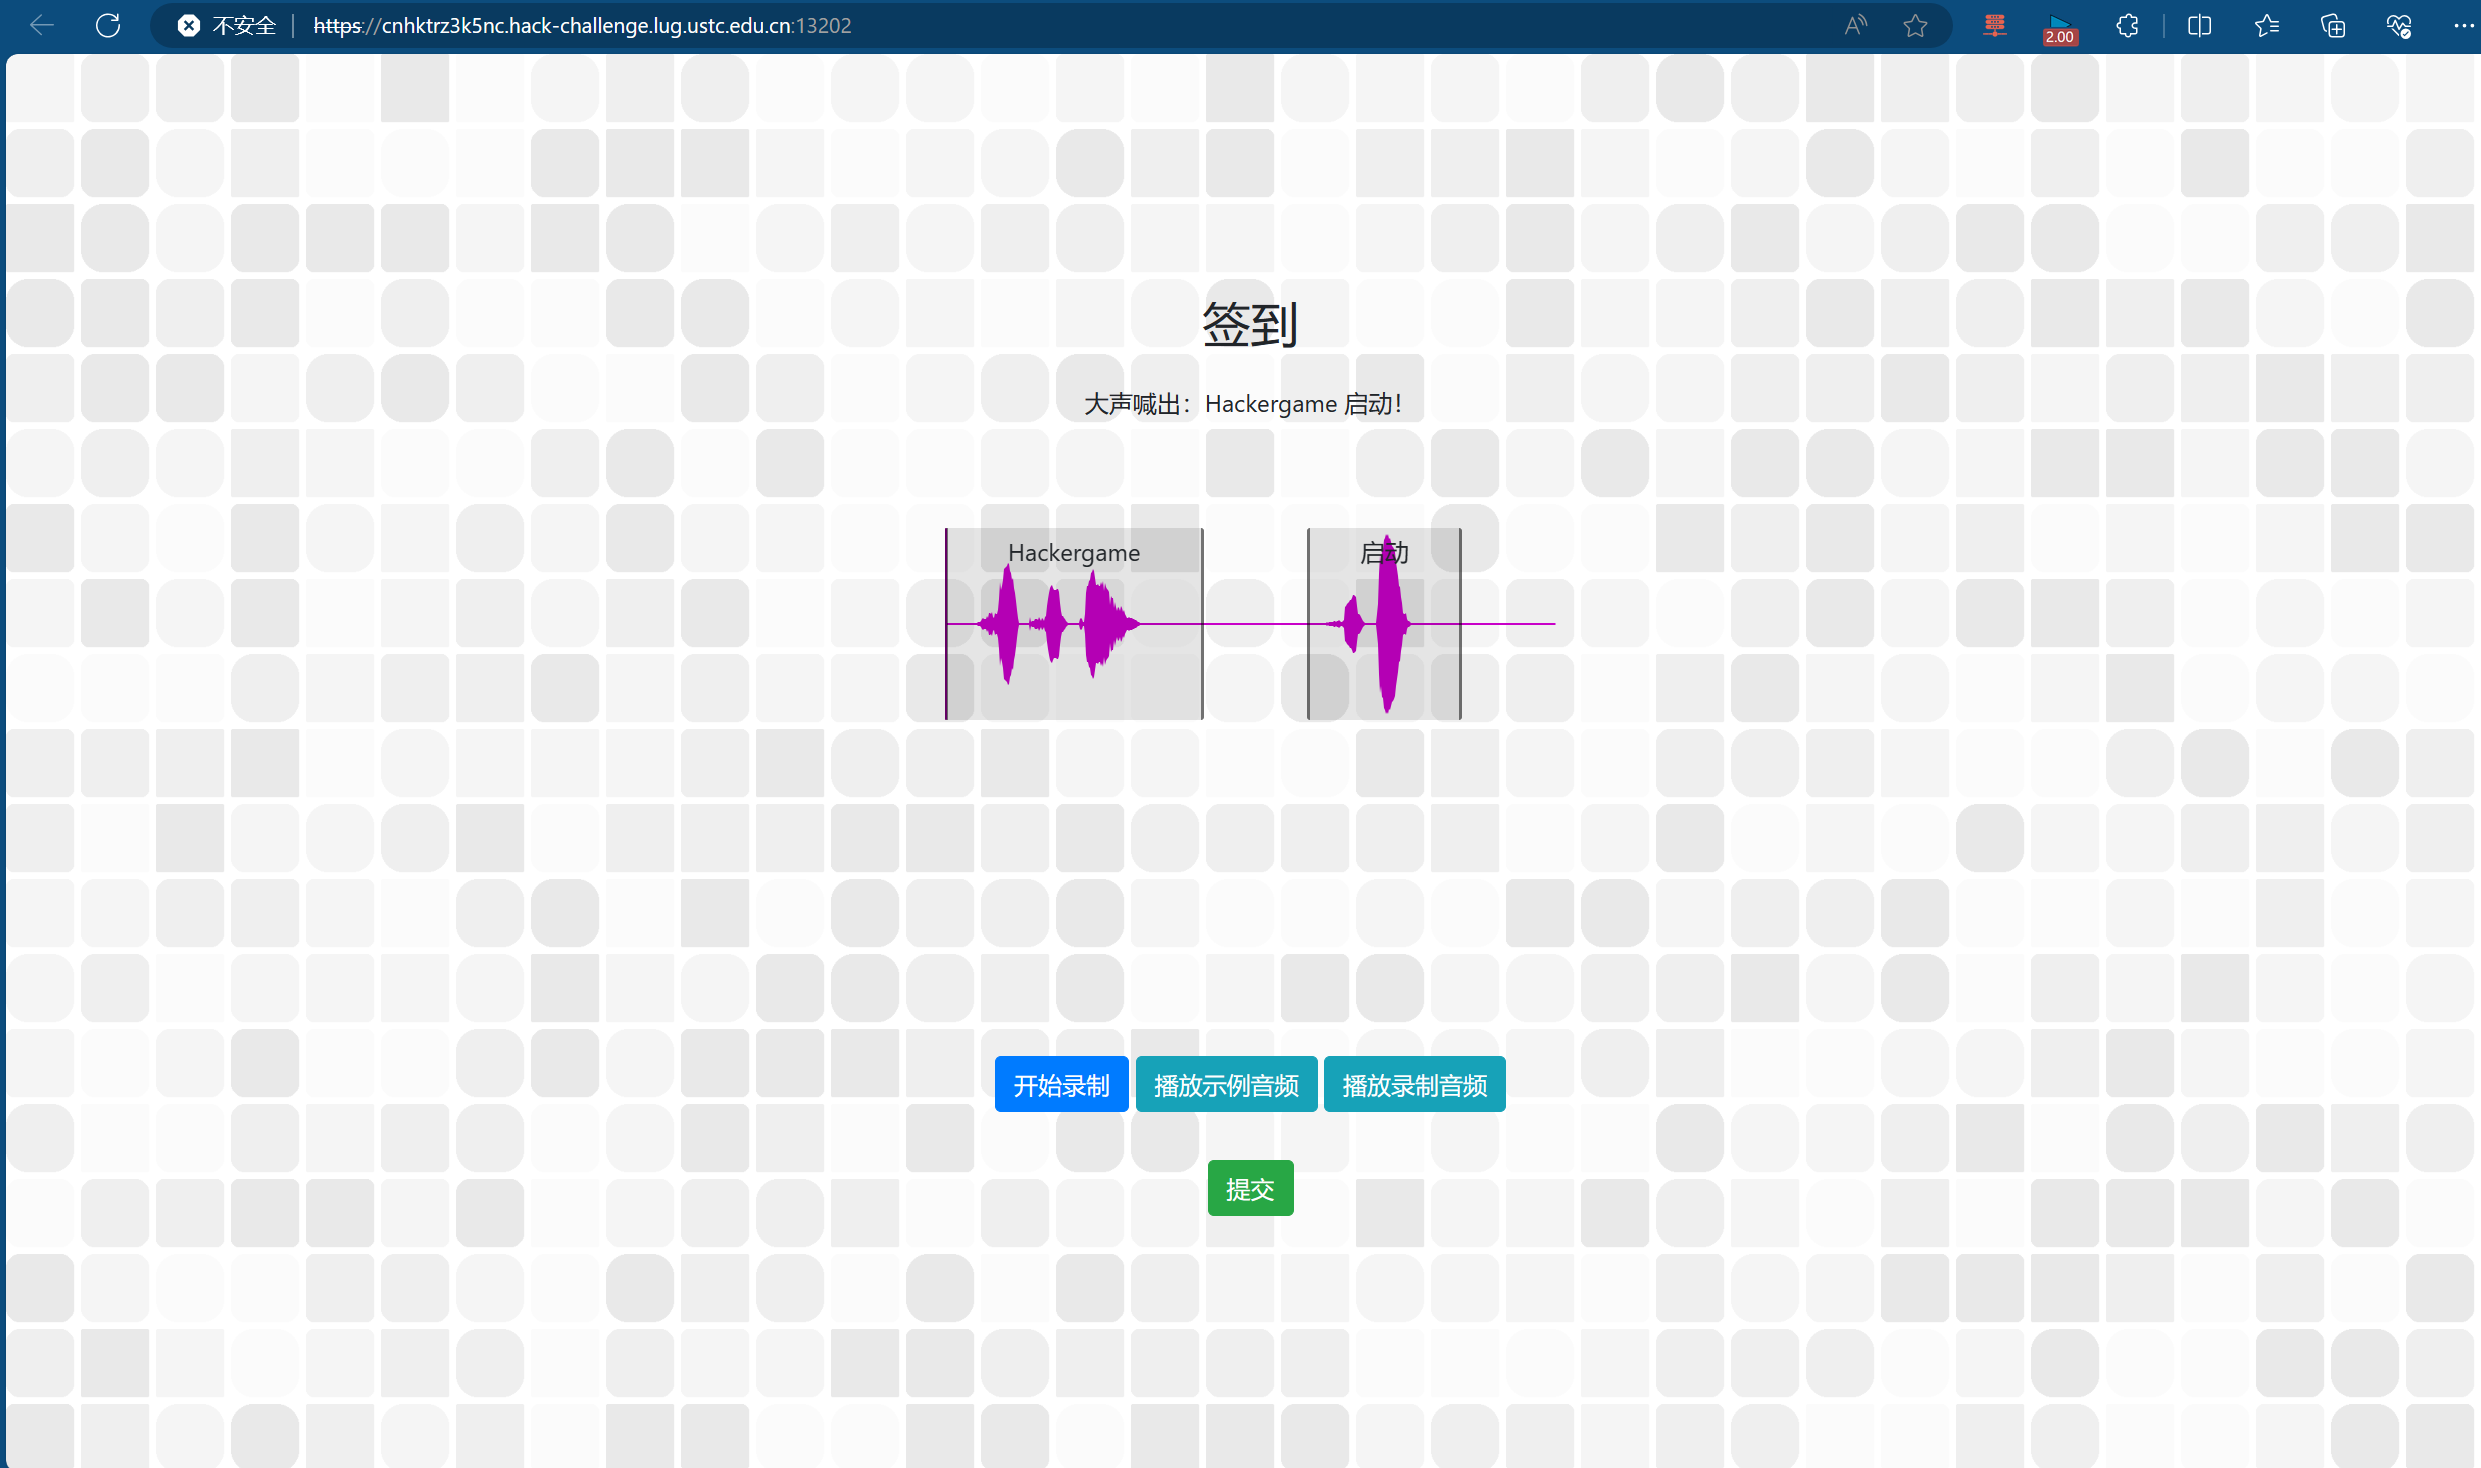 不安全 https://cnhktrz3k5nc.hack-challenge.lug.ustc.edu.cn:13202
2.00
签到
大声喊出：Hackergame 启动！
Hackergame
启动
开始录制 播放示例音频 播放录制音频
提交